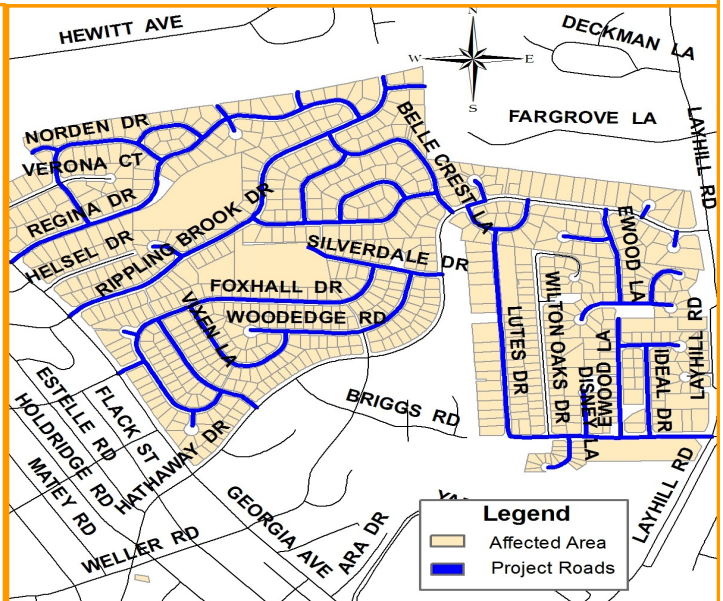 HEWITT AVE
N
DECKMAN LA
W
E
S
FARGROVE LA
LAYHILL RD
NORDEN DR
BELLE CREST LA
VERONA CT
REGINA DR
HELSEL DR
RIPPLING BROOK DR
SILVERDALE DR
EWOOD LA
FOXHALL DR
VIXEN LA
WOODEDGE RD
LUTES DR
WILTON OAKS DR
DISNEY LA
EWOOD LA
IDEAL DR
LAYHILL RD
BRIGGS RD
ESTELLE RD
FLACK ST
HOLDRIDGE RD
HATHAWAY DR
MATEY RD
GEORGIA AVE
ARA DR
WELLER RD
LAYHILL RD
Legend
Affected Area
Project Roads